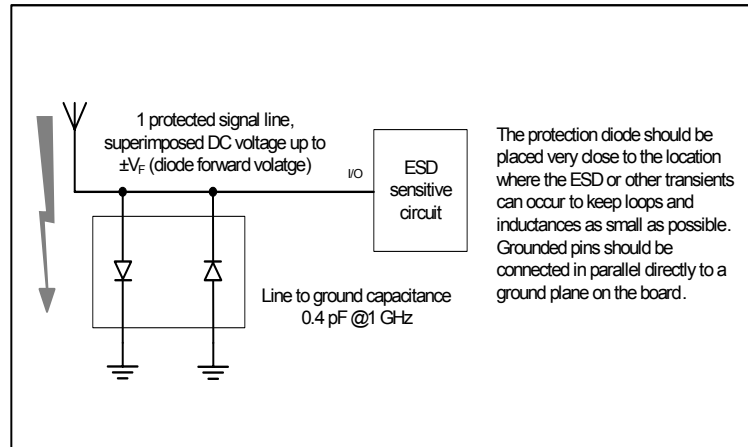 1 protected signal line,
superimposed DC voltage up to
±VF (diode forward volatge)
I/O
ESD
sensitive
circuit
The protection diode should be
placed very close to the location
where the ESD or other transients
can occur to keep loops and
inductances as small as possible.
Grounded pins should be
connected in parallel directly to a
ground plane on the board.
Line to ground capacitance
0.4 pF @1 GHz